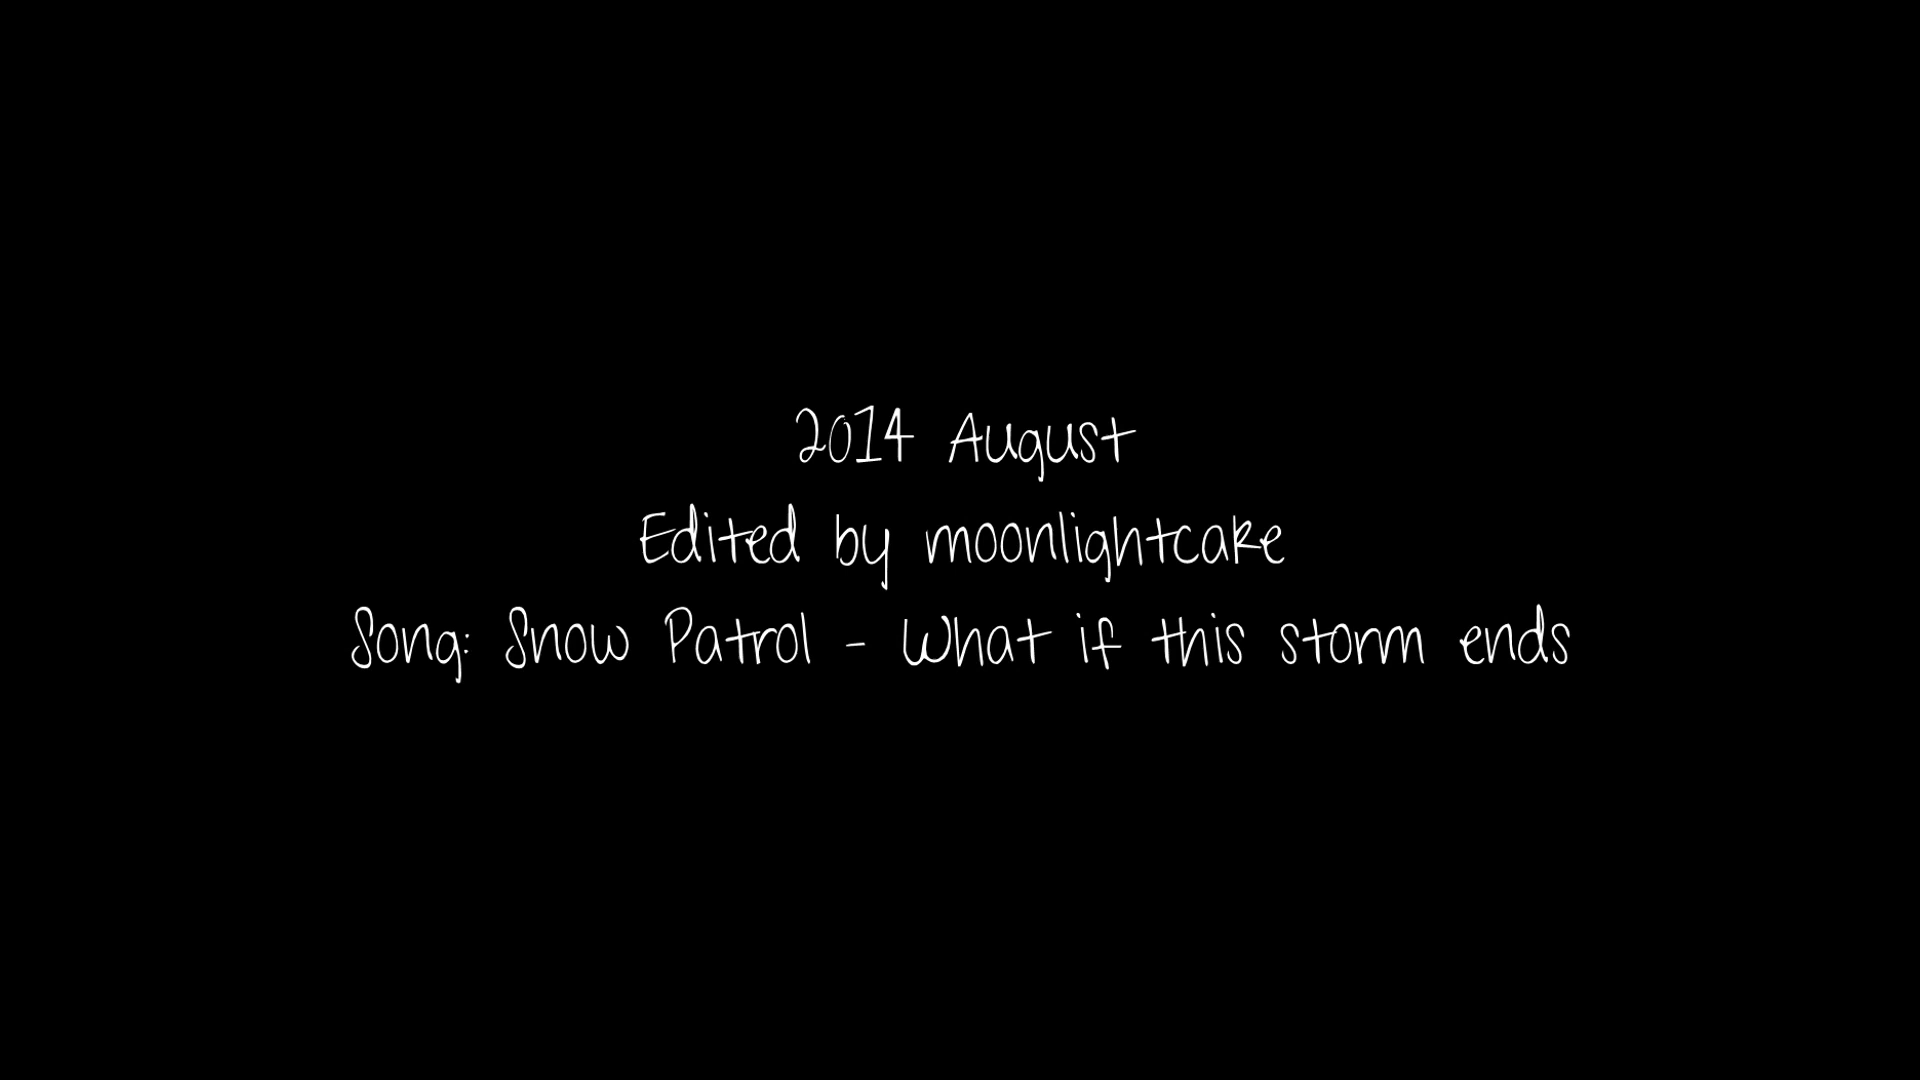 2014 August
Edited by moonlightcake
Song: Snow Patrol - What if this storm ends